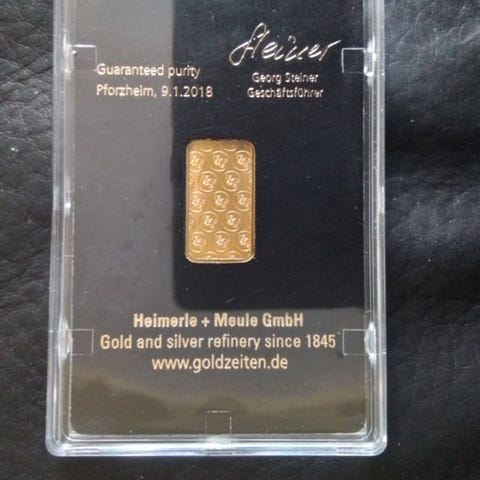 Steiner
Guaranteed purity
Georg Steiner
Pforzheim, 9.1.2018
Geschäftsführer
Heimerle + Meule GmbH
Gold and silver refinery since 1845
www.goldzeiten.de